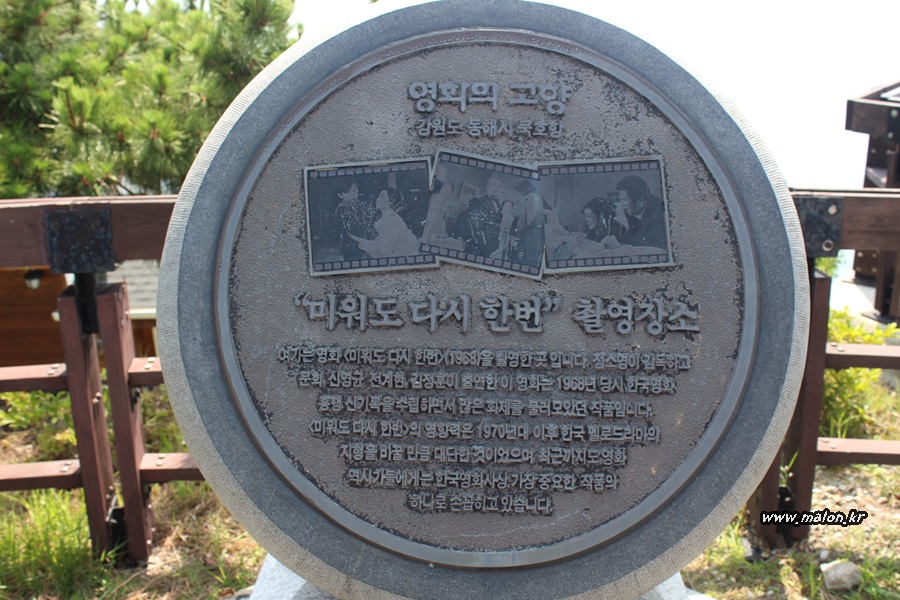 영화의 고향
강원도 동해시 묵호항
“미워도 다시 한번” 촬영장소
여기는 영화 <미워도 다시 한번>(1968)을 촬영한 곳 입니다. 정소영이 감독하고
문희, 신영균, 전계현, 김정훈이 출연한 이 영화는 1968년 당시 한국영화
흥행 신기록을 수립하면서 많은 화제를 불러모았던 작품입니다.
<미워도 다시 한번>의 영향력은 1970년대 이후 한국 멜로드라마의
지형을 바꿀 만큼 대단한 것이었으며, 최근까지도 영화
역사가들에게는 한국영화사상 가장 중요한 작품의
하나로 손꼽히고 있습니다.
www.malon.kr